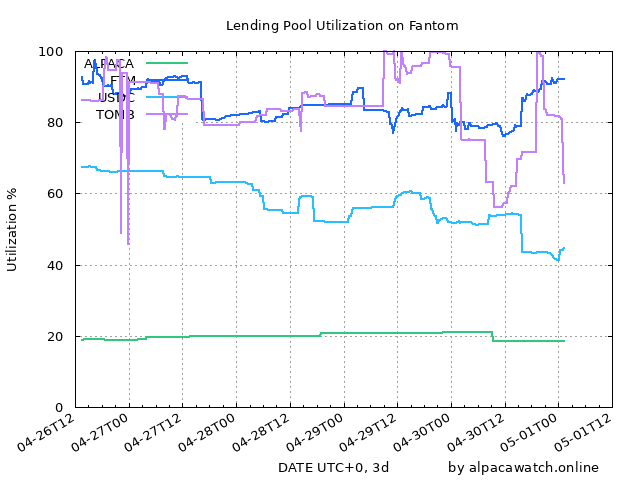 Lending Pool Utilization on Fantom
100
80
60
40
20
0
Utilization %
ALPACA
FTM
USDC
TOMB
04-26T12
04-27T00
04-27T12
04-28T00
04-28T12
04-29T00
04-29T12
04-30T00
04-30T12
05-01T00
05-01T12
DATE UTC+0, 3d
by alpacawatch.online